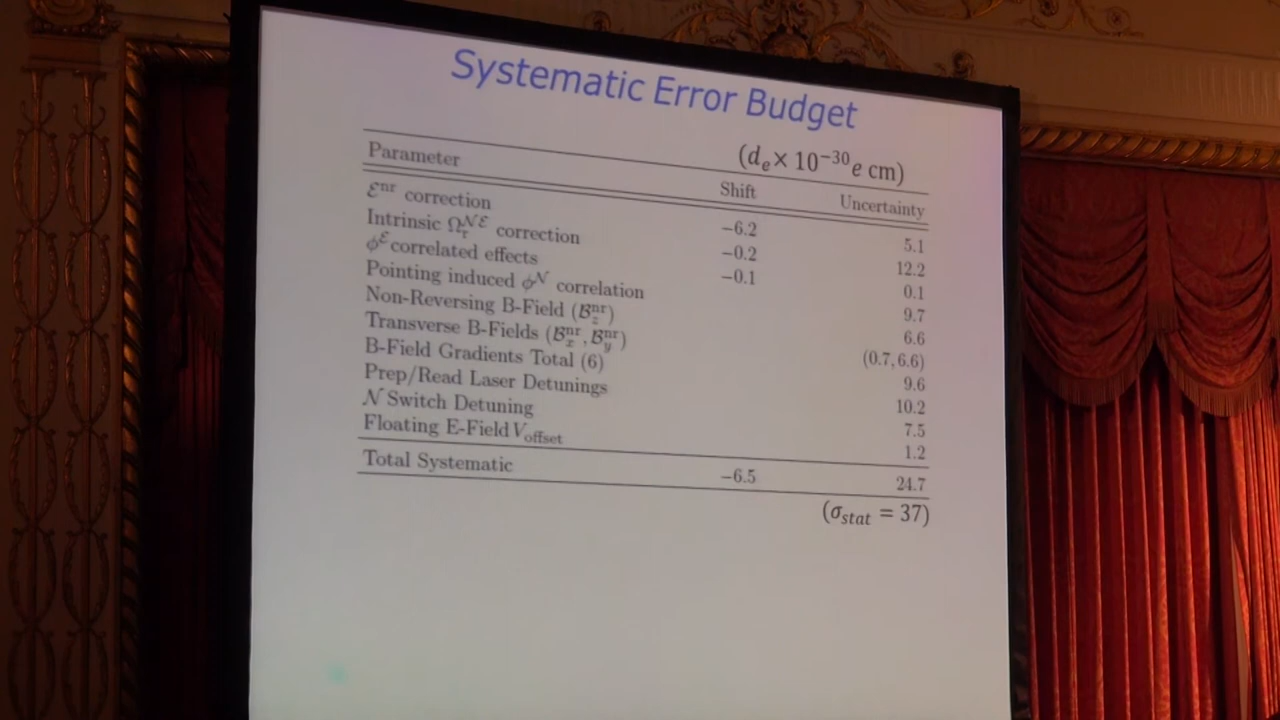 Systematic Error Budget
(dₑ× 10⁻³⁰ e cm)
Parameter Shift Uncertainty
ℰⁿʳ correction −6.2 5.1
Intrinsic Ωᵣ^𝒩ℰ correction −0.2 12.2
ϕ^ℰ correlated effects −0.1 0.1
Pointing induced ϕ^𝒩 correlation 9.7
Non-Reversing B-Field (ℬ_z^nr) 6.6
Transverse B-Fields (ℬ_x^nr, ℬ_y^nr) (0.7, 6.6)
B-Field Gradients Total (6) 9.6
Prep/Read Laser Detunings 10.2
𝒩 Switch Detuning 7.5
Floating E-Field V_offset 1.2
Total Systematic −6.5 24.7
(σ_stat = 37)